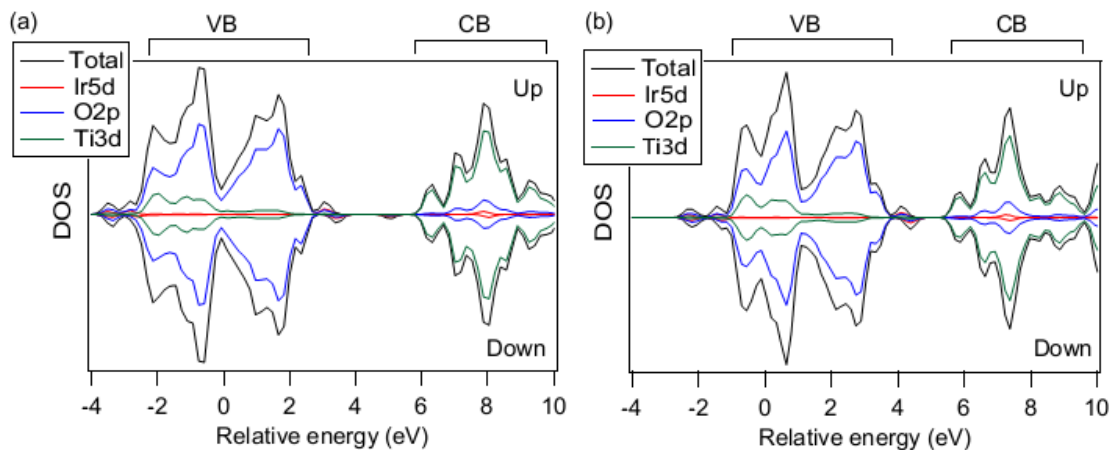 (a)
VB
CB
Total
Ir5d
O2p
Ti3d
Up
DOS
Down
-4 -2 0 2 4 6 8 10
Relative energy (eV)
(b)
VB
CB
Total
Ir5d
O2p
Ti3d
Up
DOS
Down
-4 -2 0 2 4 6 8 10
Relative energy (eV)